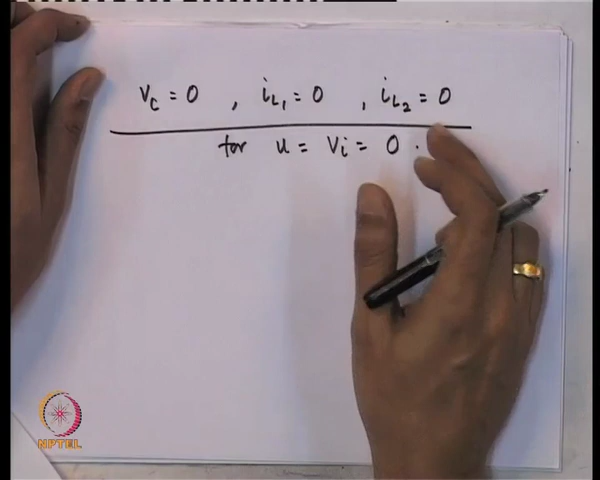 v_C = 0 , i_L₁ = 0 , i_L₂ = 0
for u = v_i = 0 .
NPTEL